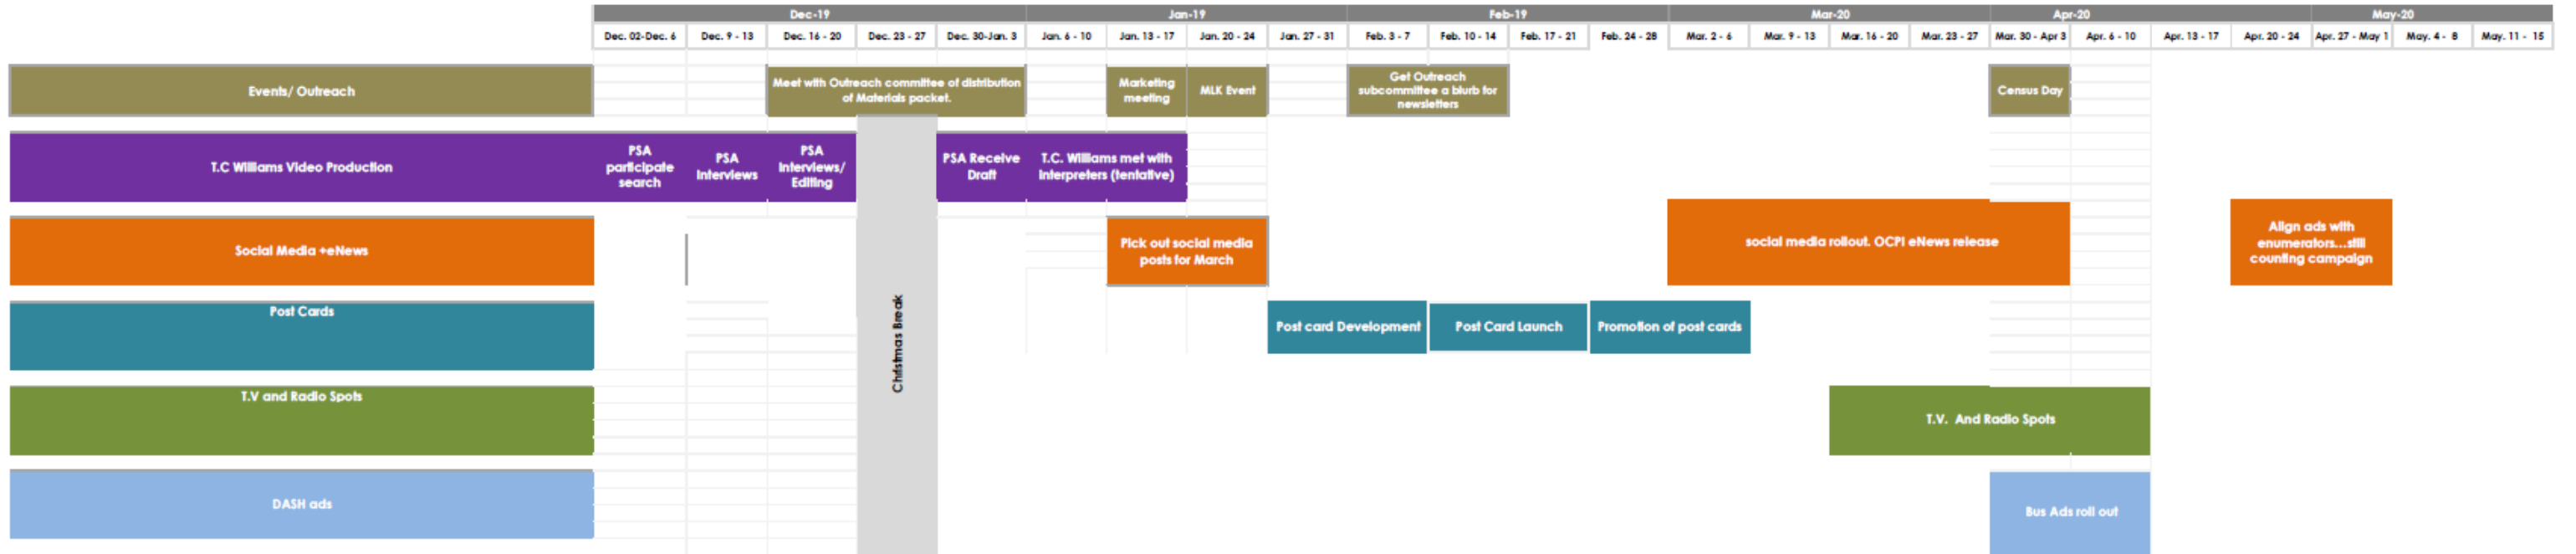 Dec-19 Jan-19 Feb-19 Mar-20 Apr-20 May-20
Dec. 02-Dec. 6 Dec. 9 - 13 Dec. 16 - 20 Dec. 23 - 27 Dec. 30-Jan. 3 Jan. 6 - 10 Jan. 13 - 17 Jan. 20 - 24 Jan. 27 - 31 Feb. 3 - 7 Feb. 10 - 14 Feb. 17 - 21 Feb. 24 - 28 Mar. 2 - 6 Mar. 9 - 13 Mar. 16 - 20 Mar. 23 - 27 Mar. 30 - Apr 3 Apr. 6 - 10 Apr. 13 - 17 Apr. 20 - 24 Apr. 27 - May 1 May. 4 - 8 May. 11 - 15
Events/ Outreach
Meet with Outreach committee of distribution
of Materials packet.
Marketing
meeting
MLK Event
Get Outreach
subcommittee a blurb for
newsletters
Census Day
T.C Williams Video Production
PSA
participate
search
PSA
Interviews
PSA
Interviews/
Editing
PSA Receive
Draft
T.C. Williams met with
Interpreters (tentative)
Social Media +eNews
Pick out social media
posts for March
social media rollout. OCPI eNews release
Align ads with
enumerators...still
counting campaign
Christmas Break
Post Cards
Post card Development
Post Card Launch
Promotion of post cards
T.V and Radio Spots
T.V. And Radio Spots
DASH ads
Bus Ads roll out